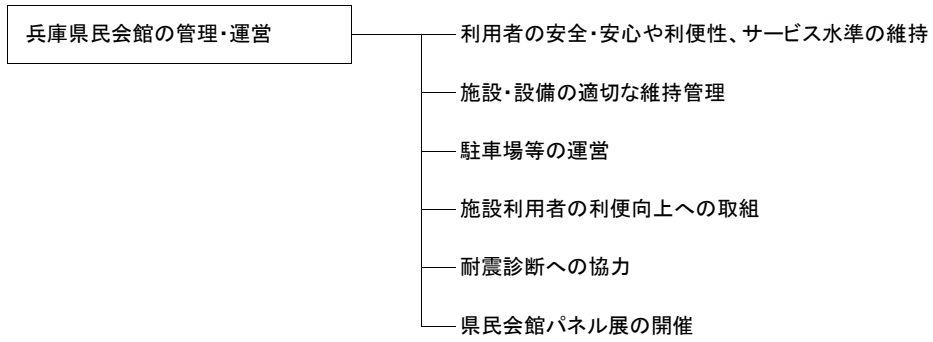 兵庫県民会館の管理・運営
利用者の安全・安心や利便性、サービス水準の維持
施設・設備の適切な維持管理
駐車場等の運営
施設利用者の利便向上への取組
耐震診断への協力
県民会館パネル展の開催